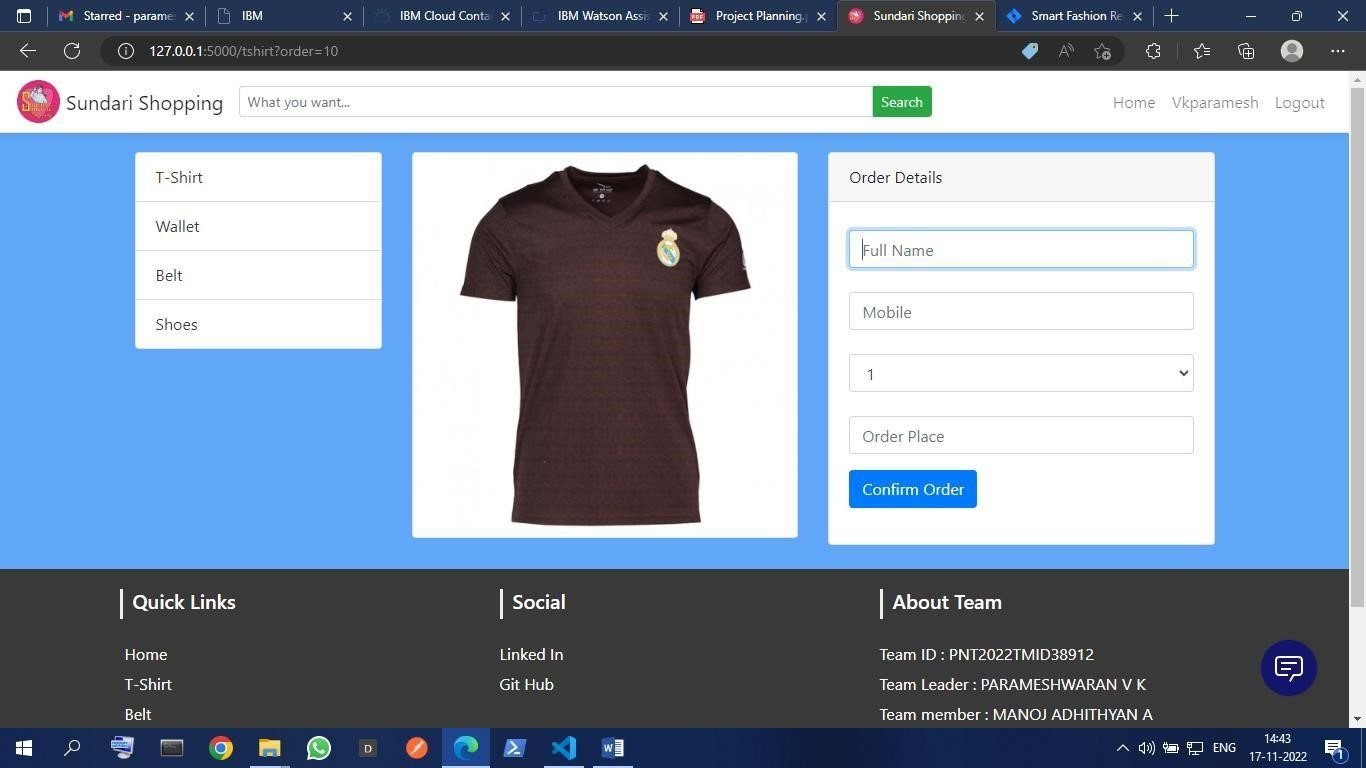 Starred - parame
IBM
IBM Cloud Contai
IBM Watson Assis
Project Planning.p
Sundari Shopping
Smart Fashion Re
127.0.0.1:5000/tshirt?order=10
Sundari Shopping
What you want...
Search
Home
Vkparamesh
Logout
T-Shirt
Wallet
Belt
Shoes
Order Details
Full Name
Mobile
1
Order Place
Confirm Order
Quick Links
Home
T-Shirt
Belt
Social
Linked In
Git Hub
About Team
Team ID : PNT2022TMID38912
Team Leader : PARAMESHWARAN V K
Team member : MANOJ ADHITHYAN A
D
ENG
14:43
17-11-2022
1